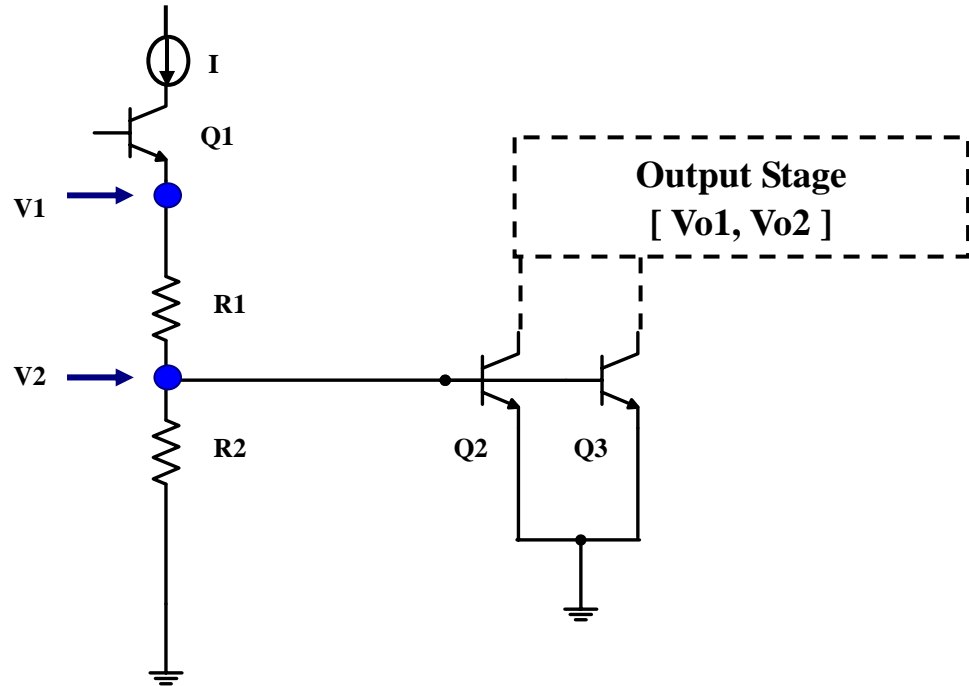 I
Q1
V1
Output Stage
[ Vo1, Vo2 ]
R1
V2
R2
Q2
Q3